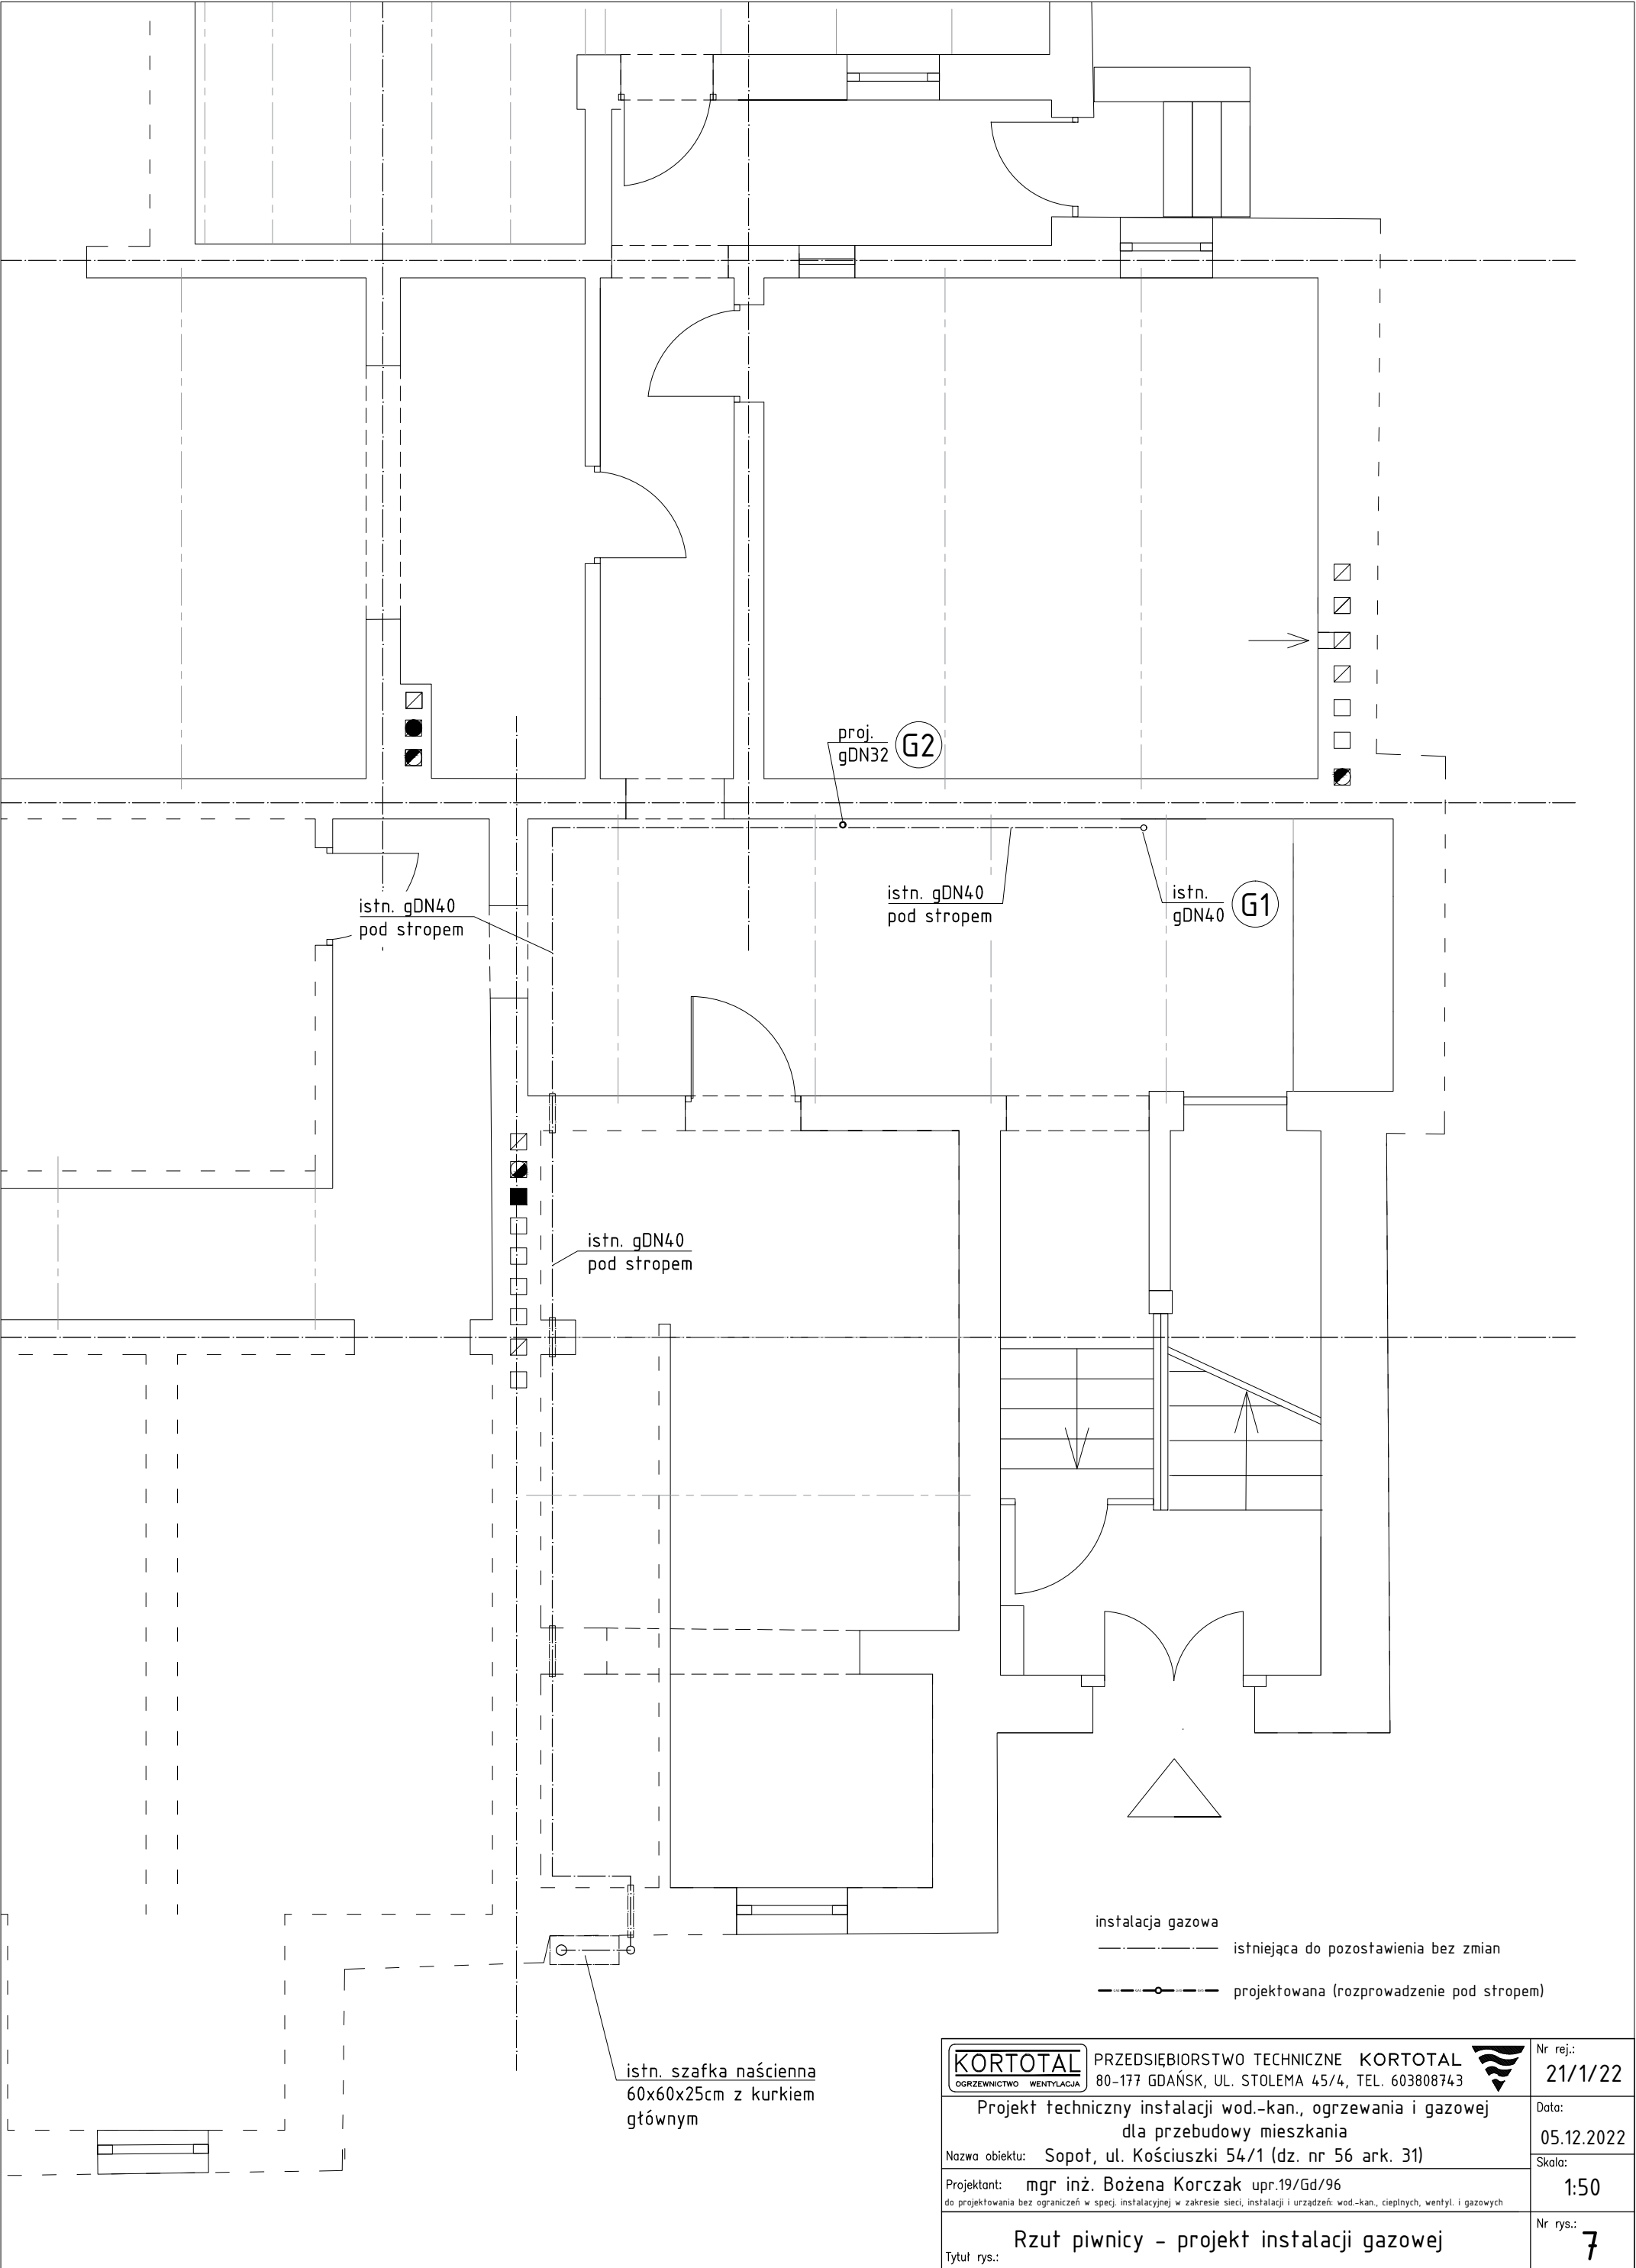 proj.
gDN32
G2
istn. gDN40
pod stropem
istn. gDN40
pod stropem
istn.
gDN40
G1
istn. gDN40
pod stropem
instalacja gazowa
istniejąca do pozostawienia bez zmian
projektowana (rozprowadzenie pod stropem)
istn. szafka naścienna
60x60x25cm z kurkiem
głównym
KORTOTAL
OGRZEWNICTWO WENTYLACJA
PRZEDSIĘBIORSTWO TECHNICZNE KORTOTAL
80-177 GDAŃSK, UL. STOLEMA 45/4, TEL. 603808743
Nr rej.:
21/1/22
Projekt techniczny instalacji wod.-kan., ogrzewania i gazowej
dla przebudowy mieszkania
Nazwa obiektu: Sopot, ul. Kościuszki 54/1 (dz. nr 56 ark. 31)
Data:
05.12.2022
Projektant: mgr inż. Bożena Korczak upr.19/Gd/96
do projektowania bez ograniczeń w specj. instalacyjnej w zakresie sieci, instalacji i urządzeń: wod.-kan., cieplnych, wentyl. i gazowych
Skala:
1:50
Tytuł rys.: Rzut piwnicy - projekt instalacji gazowej
Nr rys.:
7